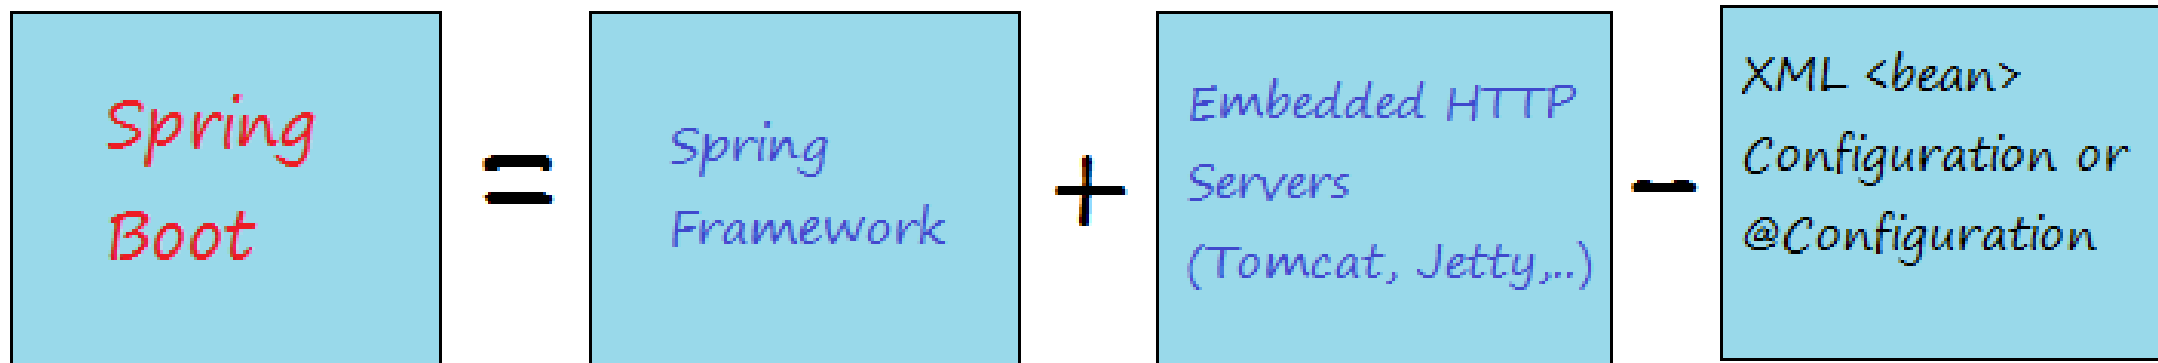 Spring
Boot
=
Spring
Framework
+
Embedded HTTP
Servers
(Tomcat, Jetty,..)
-
XML <bean>
Configuration or
@Configuration